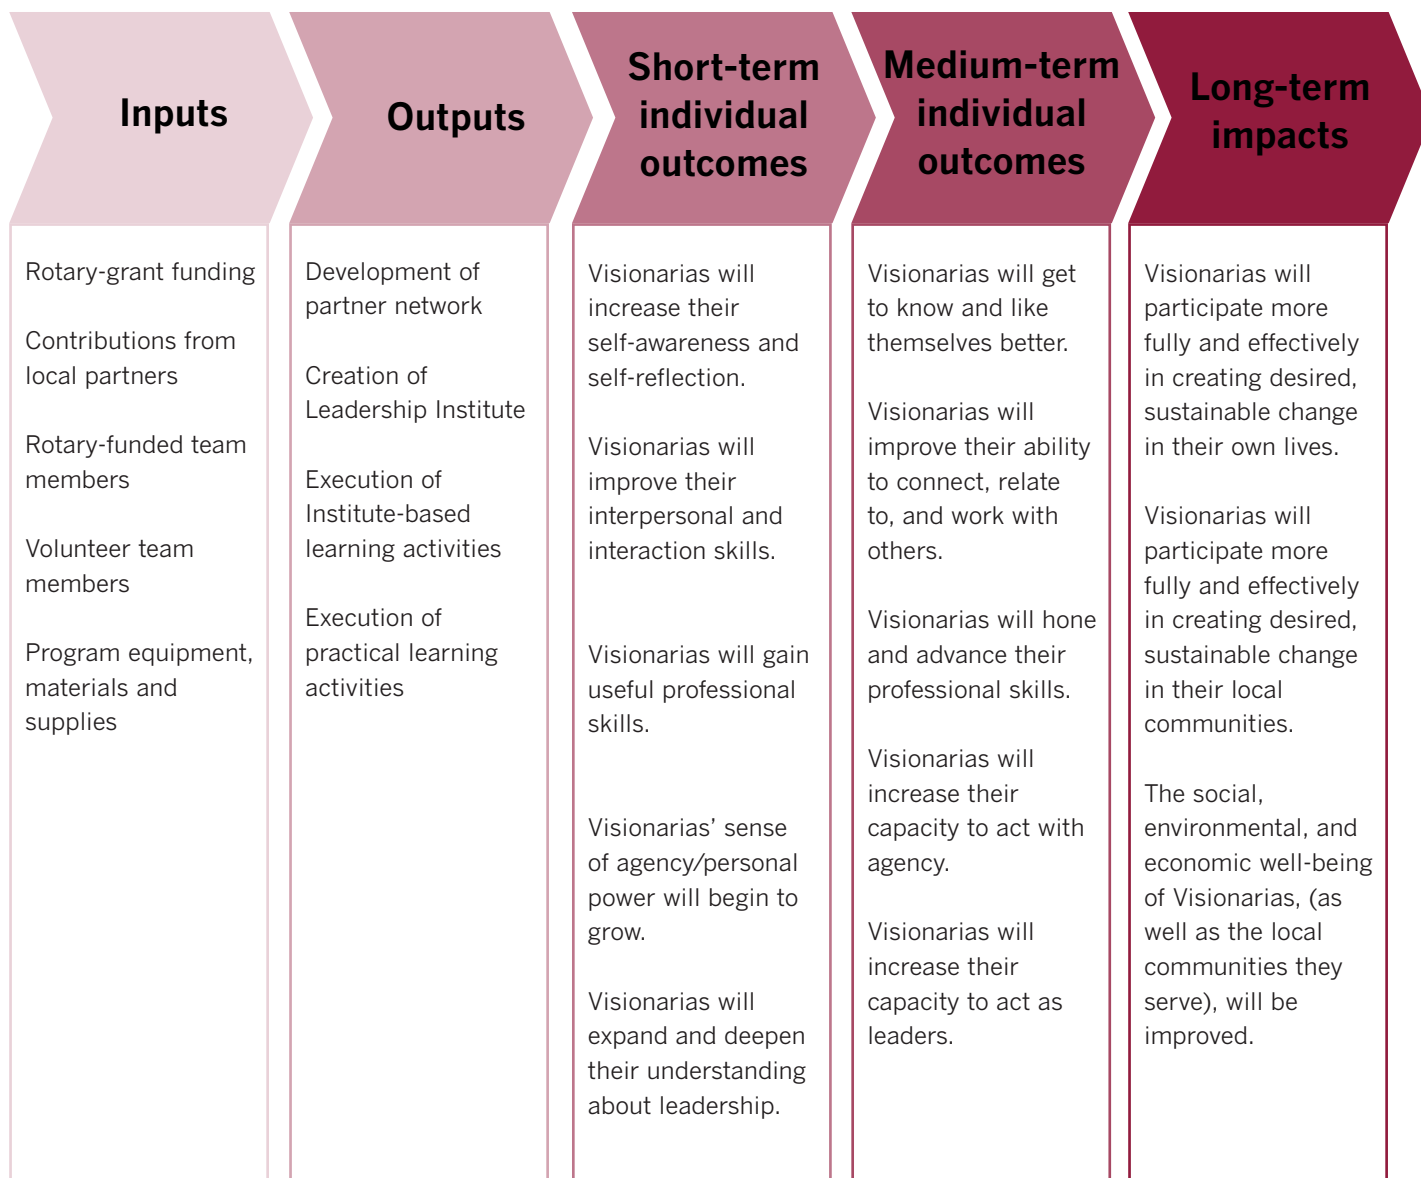 Inputs
Rotary-grant funding
Contributions from
local partners
Rotary-funded team
members
Volunteer team
members
Program equipment,
materials and
supplies
Outputs
Development of
partner network
Creation of
Leadership Institute
Execution of
Institute-based
learning activities
Execution of
practical learning
activities
Short-term
individual
outcomes
Visionarias will
increase their
self-awareness and
self-reflection.
Visionarias will
improve their
interpersonal and
interaction skills.
Visionarias will gain
useful professional
skills.
Visionarias’ sense
of agency/personal
power will begin to
grow.
Visionarias will
expand and deepen
their understanding
about leadership.
Medium-term
individual
outcomes
Visionarias will get
to know and like
themselves better.
Visionarias will
improve their ability
to connect, relate
to, and work with
others.
Visionarias will hone
and advance their
professional skills.
Visionarias will
increase their
capacity to act with
agency.
Visionarias will
increase their
capacity to act as
leaders.
Long-term
impacts
Visionarias will
participate more
fully and effectively
in creating desired,
sustainable change
in their own lives.
Visionarias will
participate more
fully and effectively
in creating desired,
sustainable change
in their local
communities.
The social,
environmental, and
economic well-being
of Visionarias, (as
well as the local
communities they
serve), will be
improved.